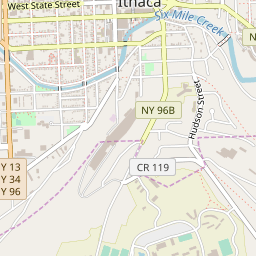 West State Street
Ithaca
Six Mile Creek
N
NY 96B
Hudson Street
CR 119
Y 13
Y 34
Y 96